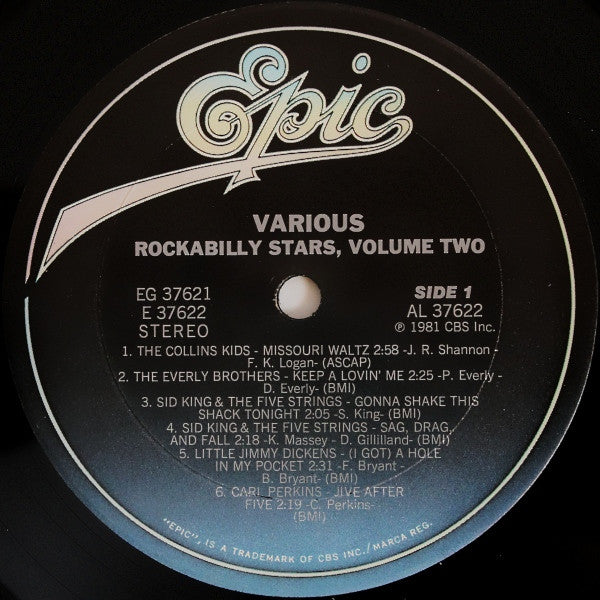 Epic
VARIOUS
ROCKABILLY STARS, VOLUME TWO
EG 37621
E 37622
STEREO
SIDE 1
AL 37622
℗ 1981 CBS Inc.
1. THE COLLINS KIDS - MISSOURI WALTZ 2:58 -J. R. Shannon -
F. K. Logan- (ASCAP)
2. THE EVERLY BROTHERS - KEEP A LOVIN' ME 2:25 -P. Everly -
D. Everly- (BMI)
3. SID KING & THE FIVE STRINGS - GONNA SHAKE THIS
SHACK TONIGHT 2:05 -S. King- (BMI)
4. SID KING & THE FIVE STRINGS - SAG, DRAG,
AND FALL 2:18 -K. Massey - D. Gillilland- (BMI)
5. LITTLE JIMMY DICKENS - (I GOT) A HOLE
IN MY POCKET 2:31 -F. Bryant -
B. Bryant- (BMI)
6. CARL PERKINS - JIVE AFTER
FIVE 2:19 -C. Perkins-
(BMI)
"EPIC", IS A TRADEMARK OF CBS INC./MARCA REG.